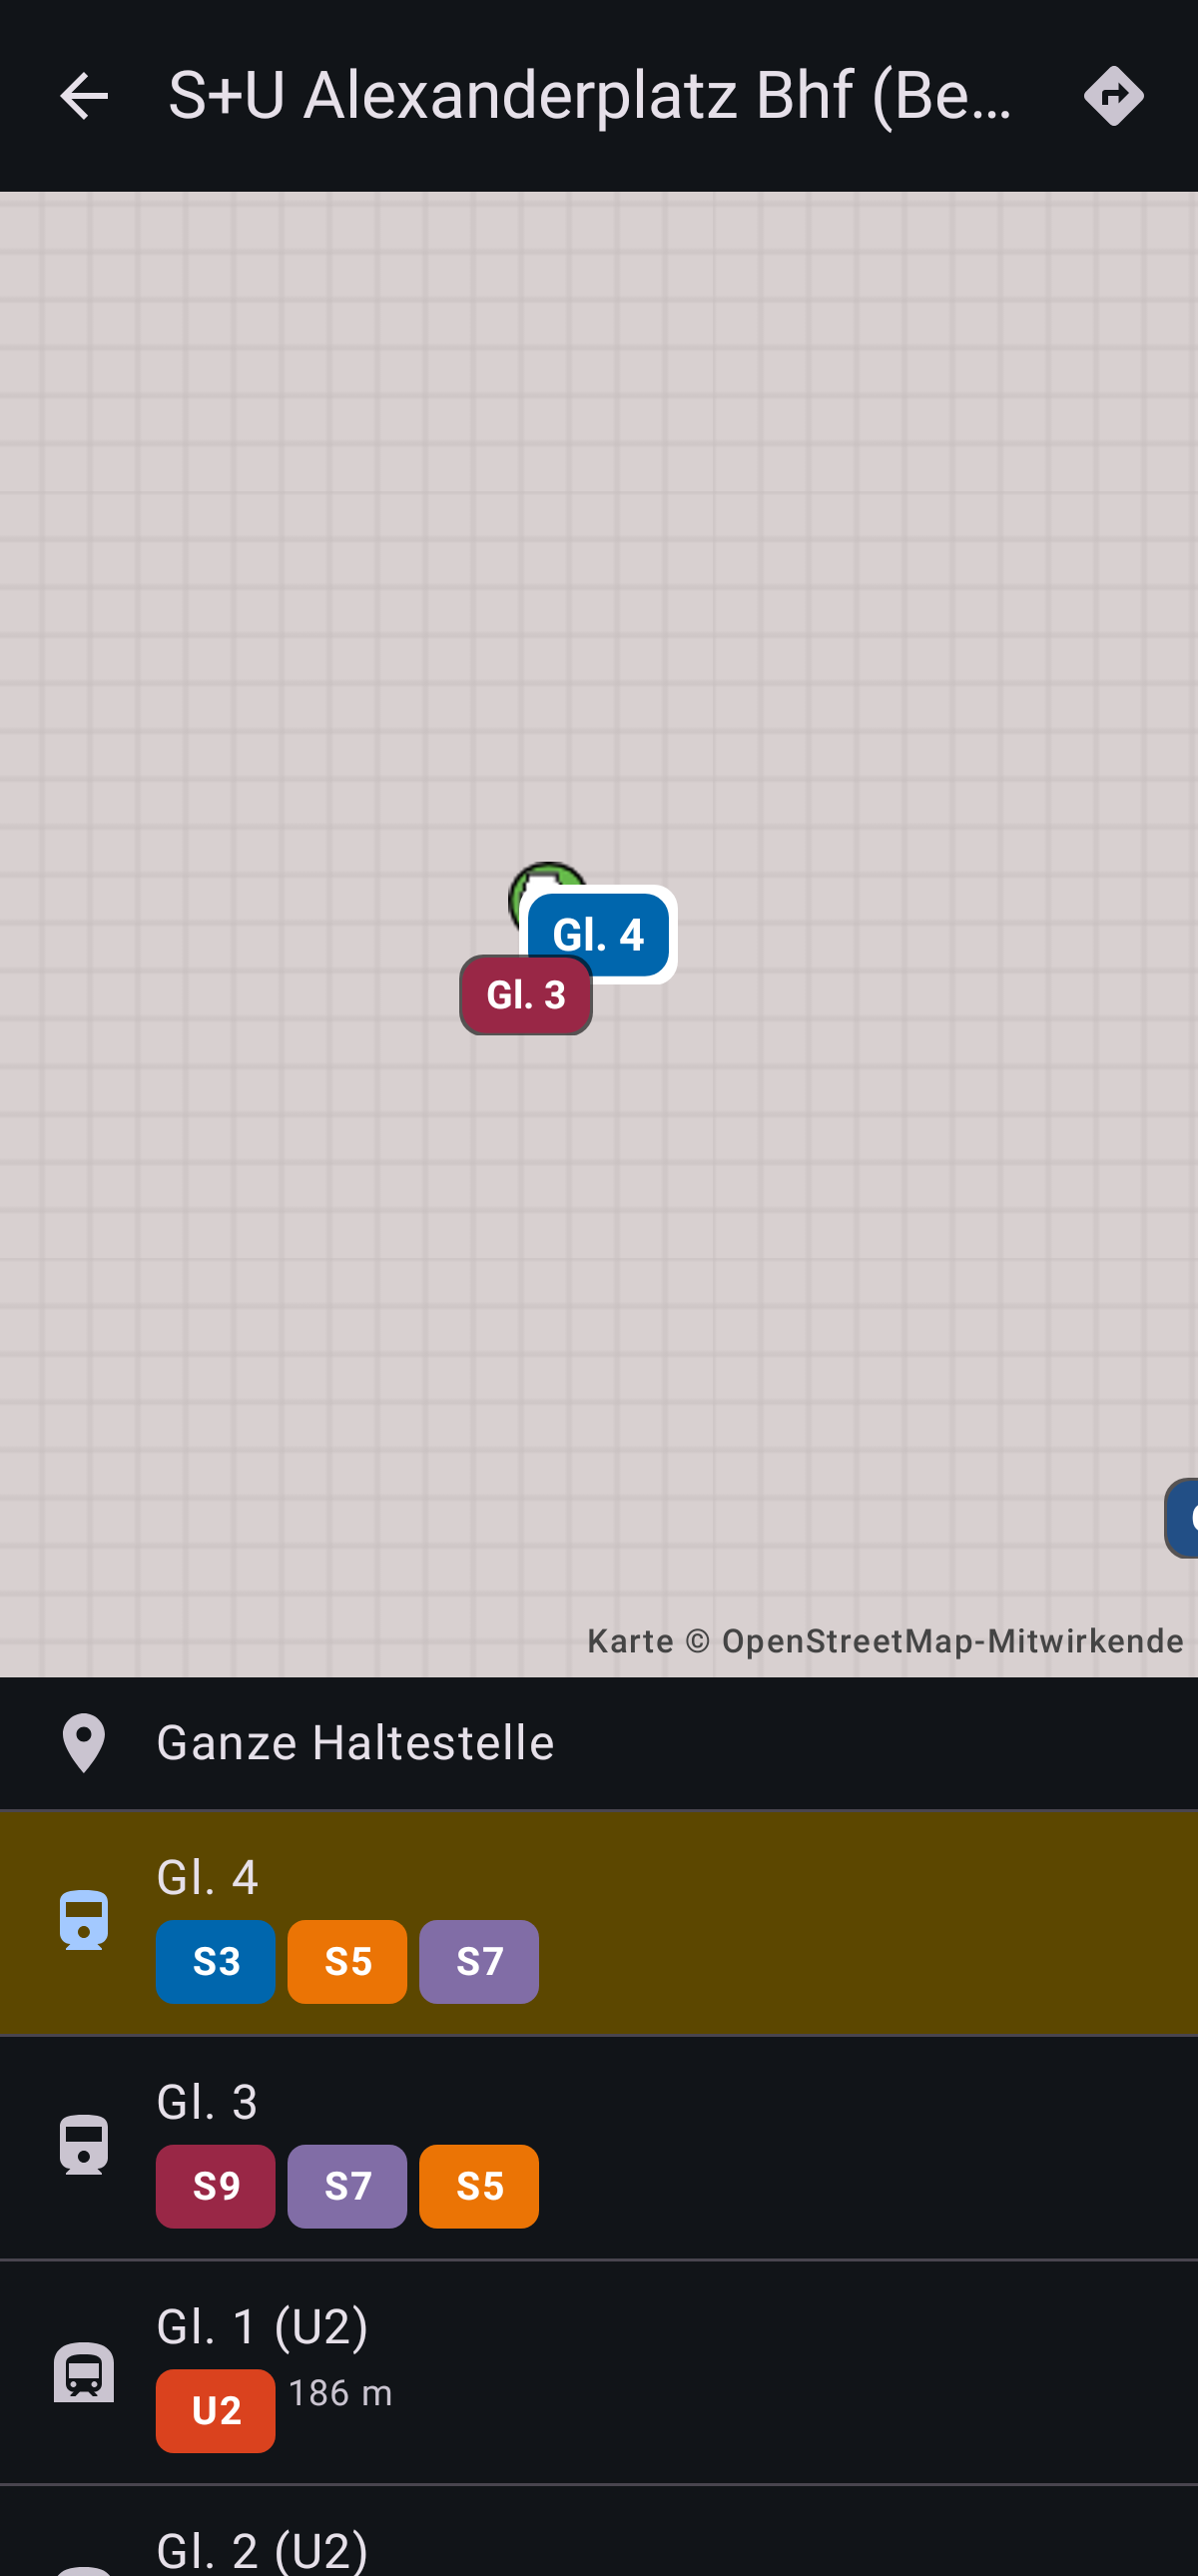 S+U Alexanderplatz Bhf (Be…
Gl. 4
Gl. 3
Karte © OpenStreetMap-Mitwirkende
Ganze Haltestelle
Gl. 4
S3 S5 S7
Gl. 3
S9 S7 S5
Gl. 1 (U2)
U2 186 m
Gl. 2 (U2)